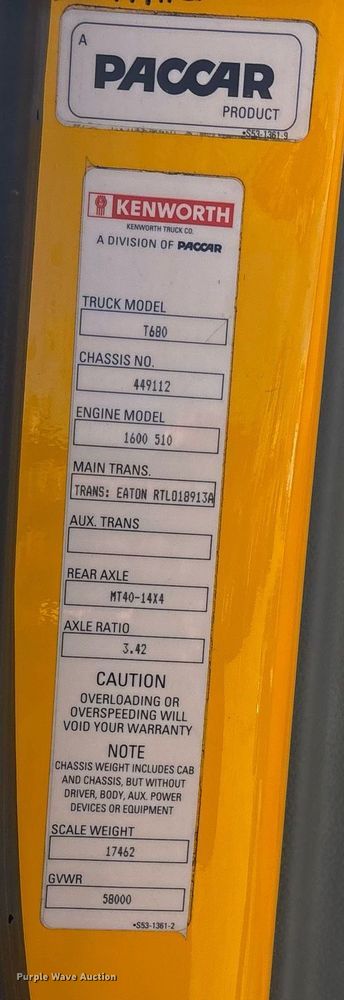 A
PACCAR
PRODUCT
•S53-1361-9
KENWORTH
KENWORTH TRUCK CO.
A DIVISION OF PACCAR
TRUCK MODEL
T680
CHASSIS NO.
449112
ENGINE MODEL
1600 510
MAIN TRANS.
TRANS: EATON RTLO18913A
AUX. TRANS
REAR AXLE
MT40-14X4
AXLE RATIO
3.42
CAUTION
OVERLOADING OR
OVERSPEEDING WILL
VOID YOUR WARRANTY
NOTE
CHASSIS WEIGHT INCLUDES CAB
AND CHASSIS, BUT WITHOUT
DRIVER, BODY, AUX. POWER
DEVICES OR EQUIPMENT
SCALE WEIGHT
17462
GVWR
58000
•S53-1361-2
Purple Wave Auction